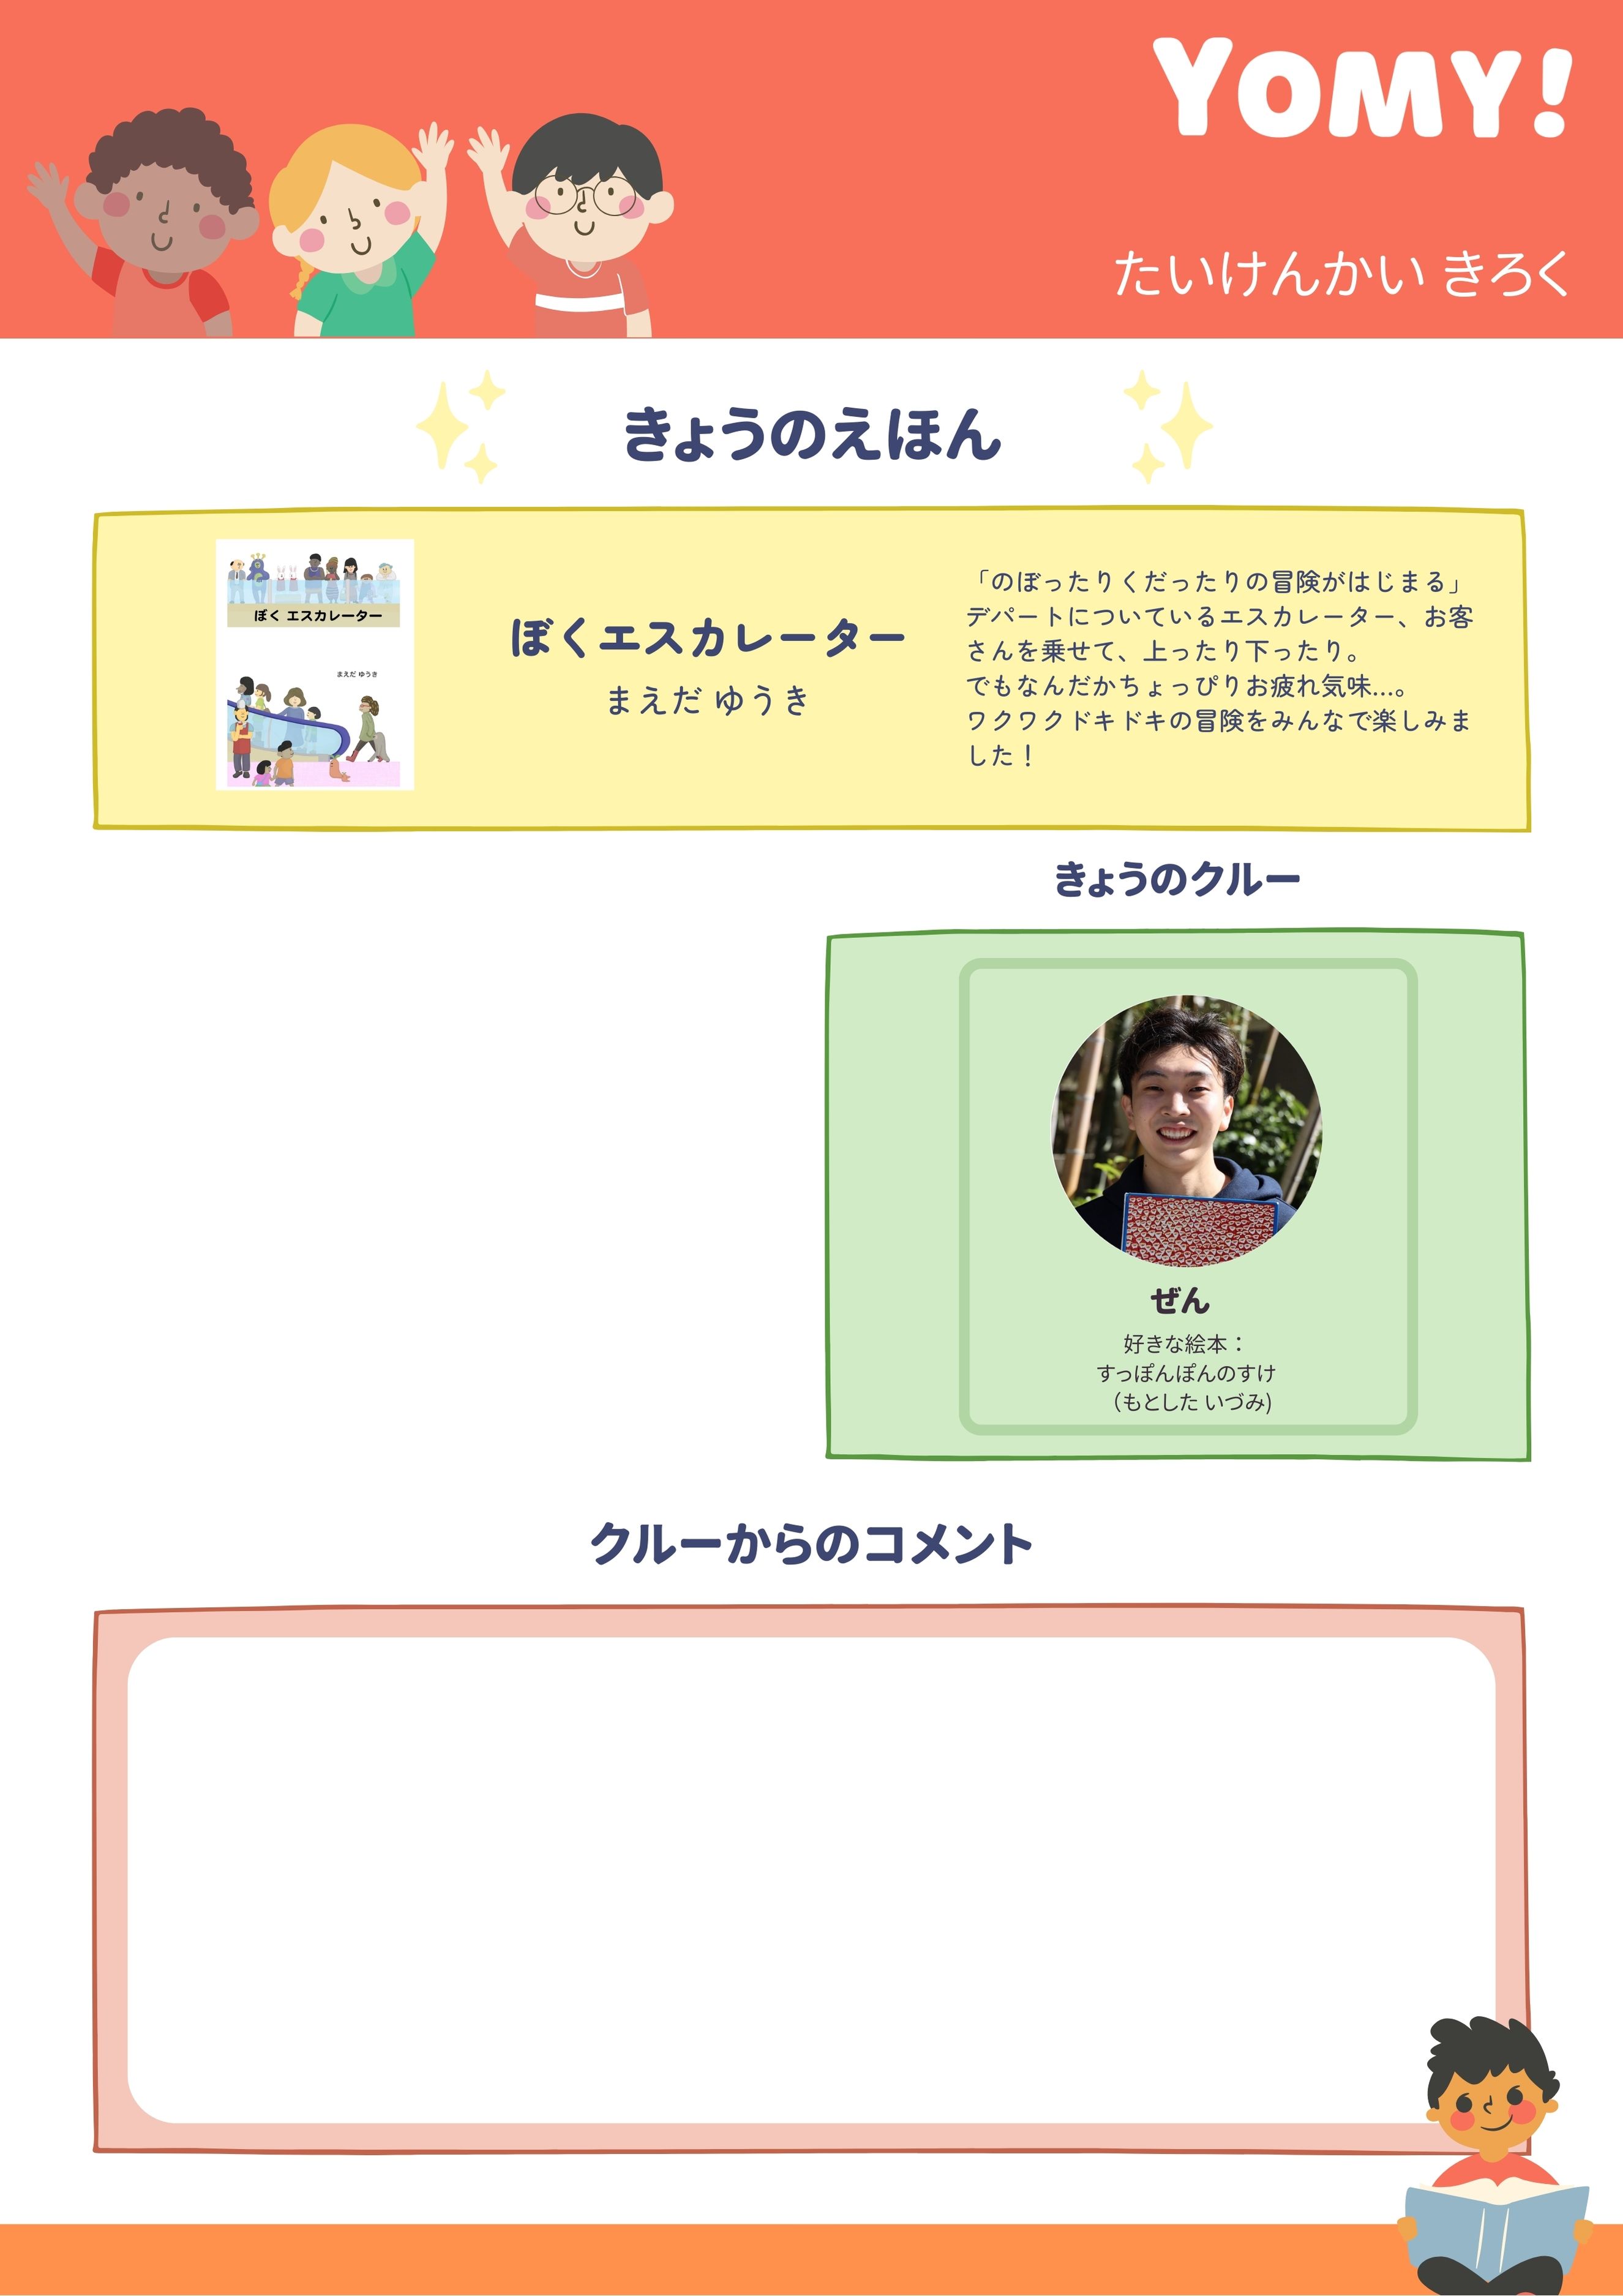 YOMY!
たいけんかい きろく
きょうのえほん
ぼく エスカレーター
まえだ ゆうき
ぼくエスカレーター
まえだ ゆうき
「のぼったりくだったりの冒険がはじまる」
デパートについているエスカレーター、お客
さんを乗せて、上ったり下ったり。
でもなんだかちょっぴりお疲れ気味...。
ワクワクドキドキの冒険をみんなで楽しみま
した！
きょうのクルー
ぜん
好きな絵本：
すっぽんぽんのすけ
（もとした いづみ)
クルーからのコメント